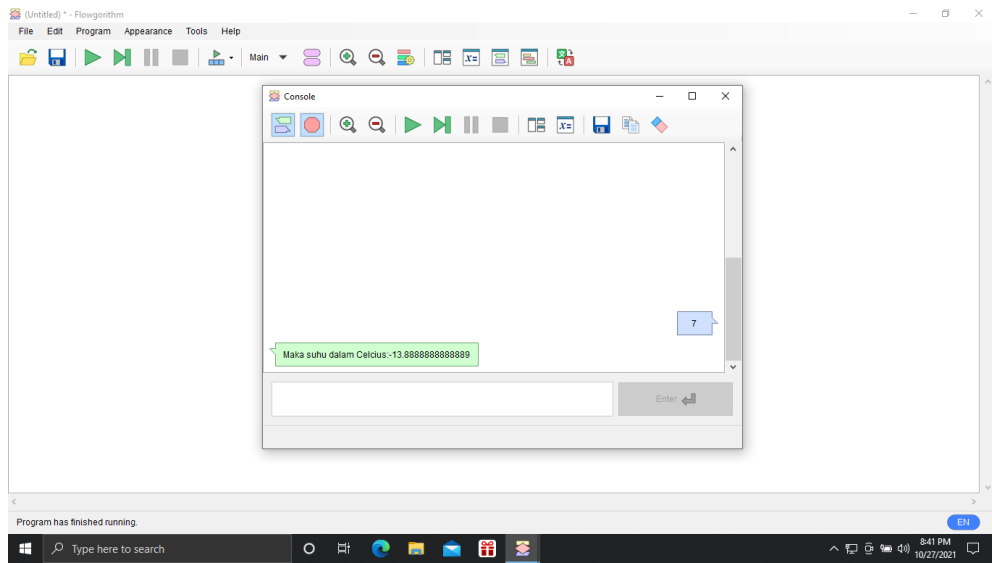 (Untitled) * - Flowgorithm
File Edit Program Appearance Tools Help
Main
Console
7
Maka suhu dalam Celcius:-13.8888888888889
Enter
Program has finished running.
EN
Type here to search
8:41 PM
10/27/2021